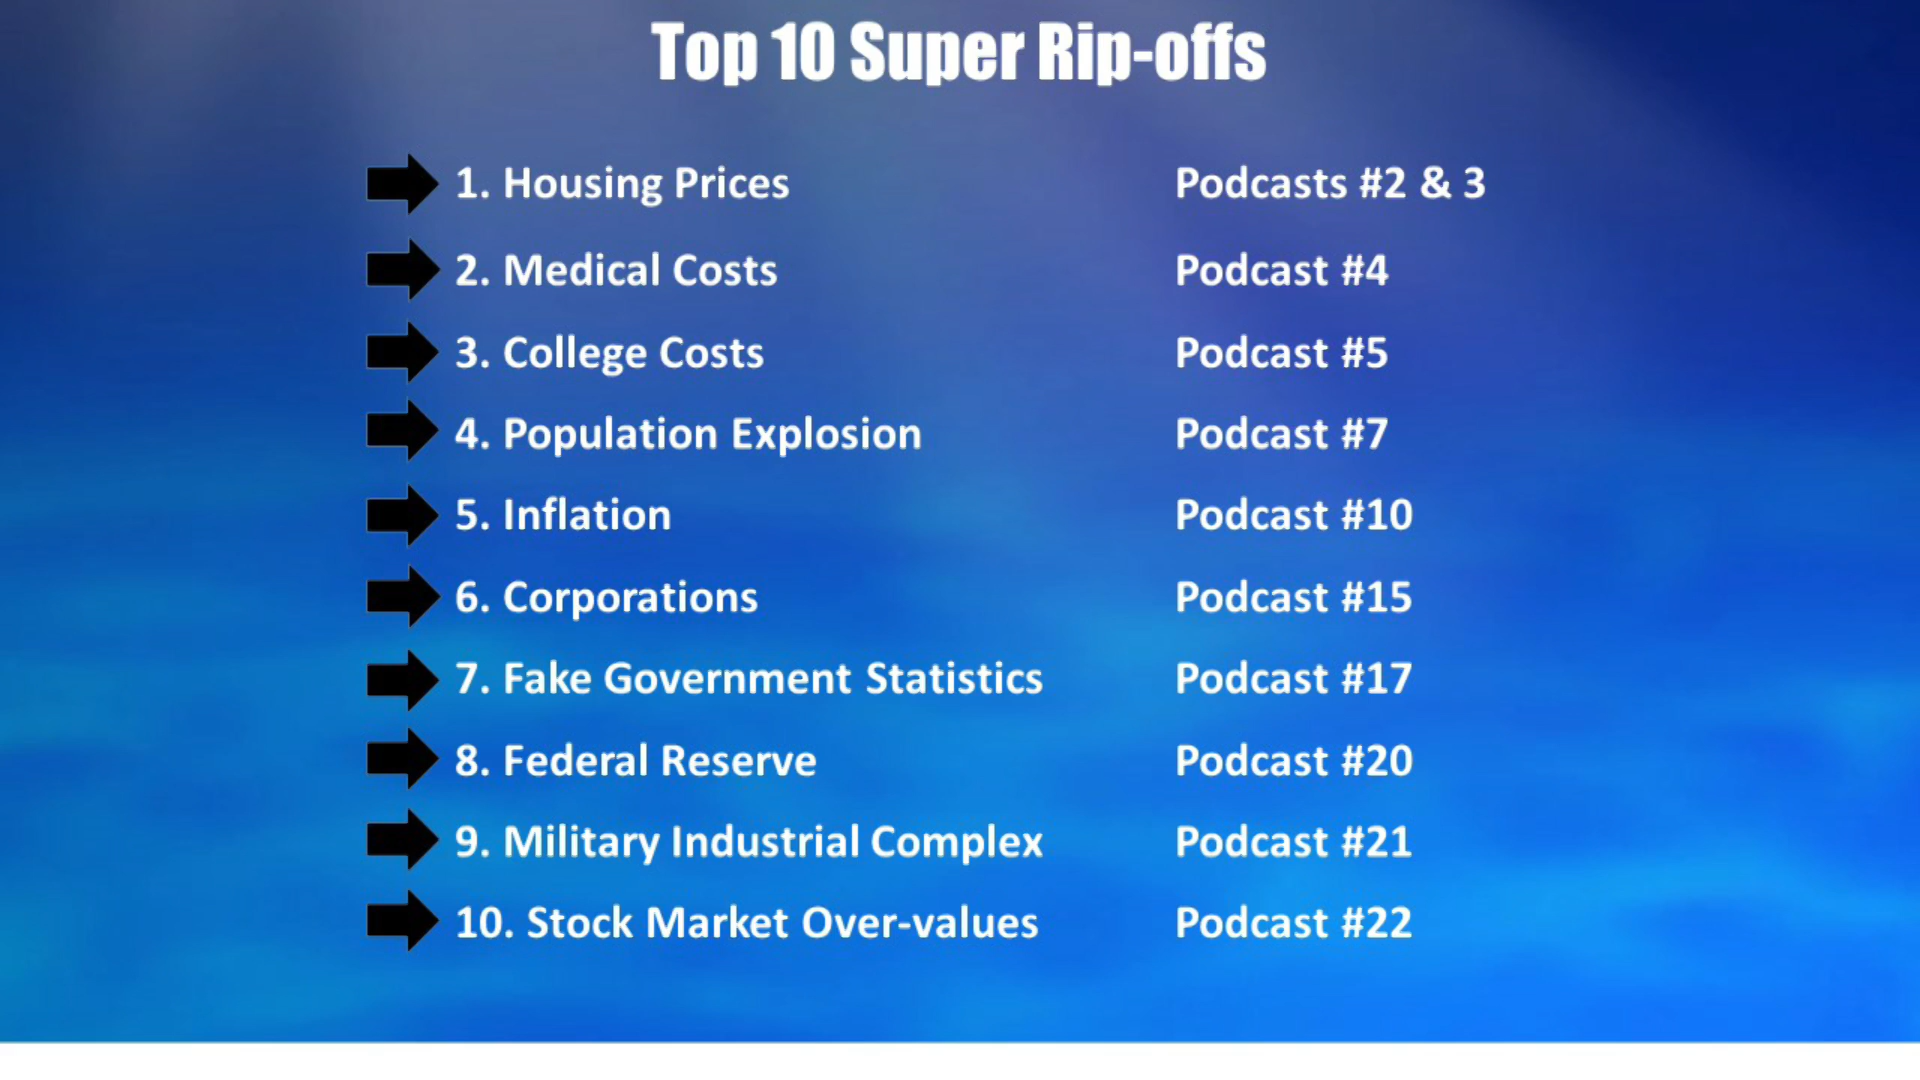 Top 10 Super Rip-offs
1. Housing Prices Podcasts #2 & 3
2. Medical Costs Podcast #4
3. College Costs Podcast #5
4. Population Explosion Podcast #7
5. Inflation Podcast #10
6. Corporations Podcast #15
7. Fake Government Statistics Podcast #17
8. Federal Reserve Podcast #20
9. Military Industrial Complex Podcast #21
10. Stock Market Over-values Podcast #22